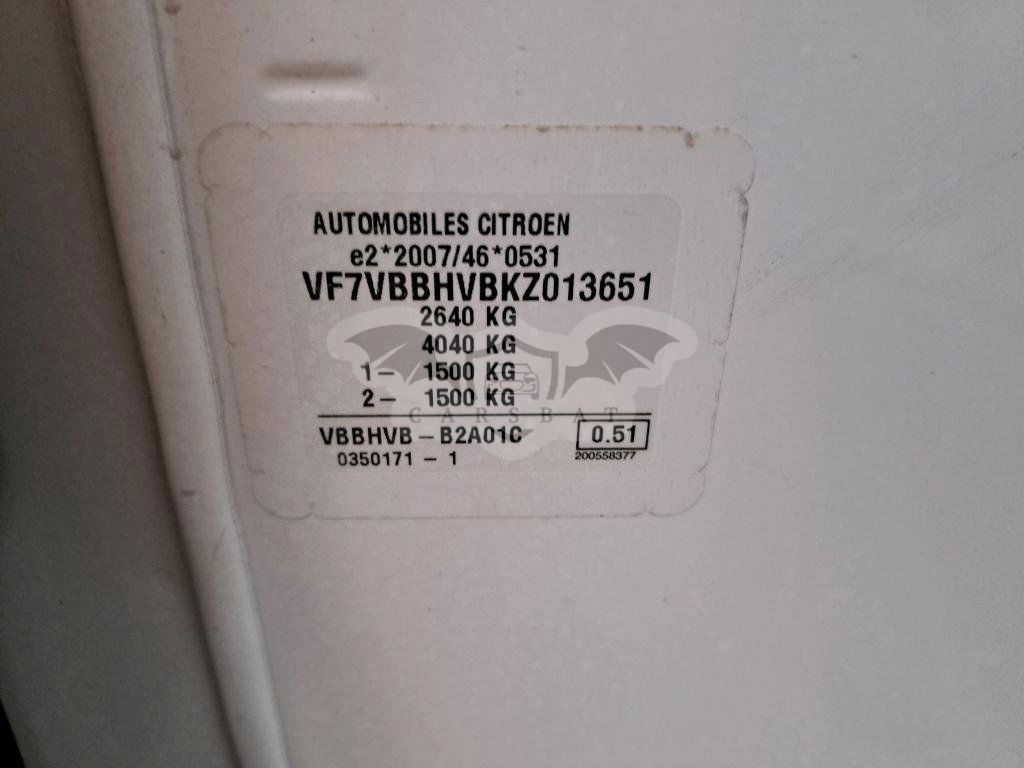 AUTOMOBILES CITROEN
e2*2007/46*0531
VF7VBBHVBKZ013651
2640 KG
4040 KG
1- 1500 KG
2- 1500 KG
CARSBAT
VBBHVB - B2A01C 0.51
0350171 - 1 200558377